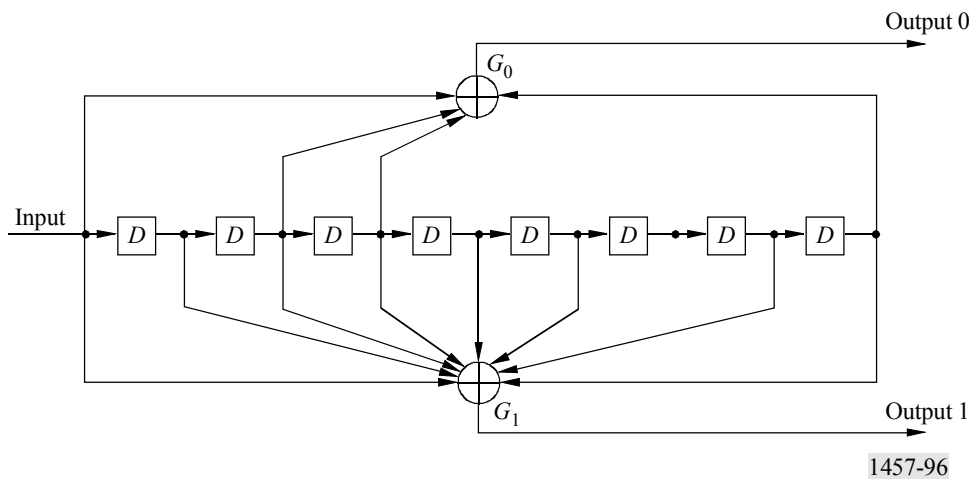 Output 0
G0
Input
D D D D D D D D
G1
Output 1
1457-96